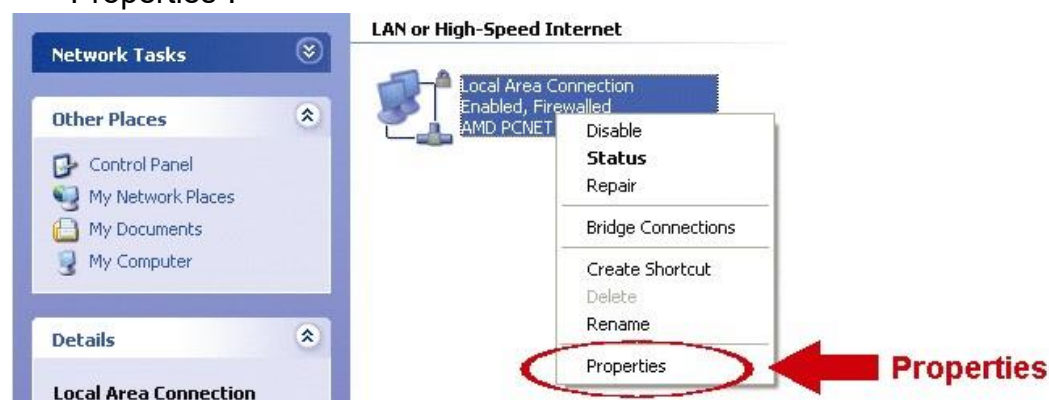 LAN or High-Speed Internet
Network Tasks
Other Places
Control Panel
My Network Places
My Documents
My Computer
Details
Local Area Connection
Local Area Connection
Enabled, Firewalled
AMD PCNET
Disable
Status
Repair
Bridge Connections
Create Shortcut
Delete
Rename
Properties
Properties